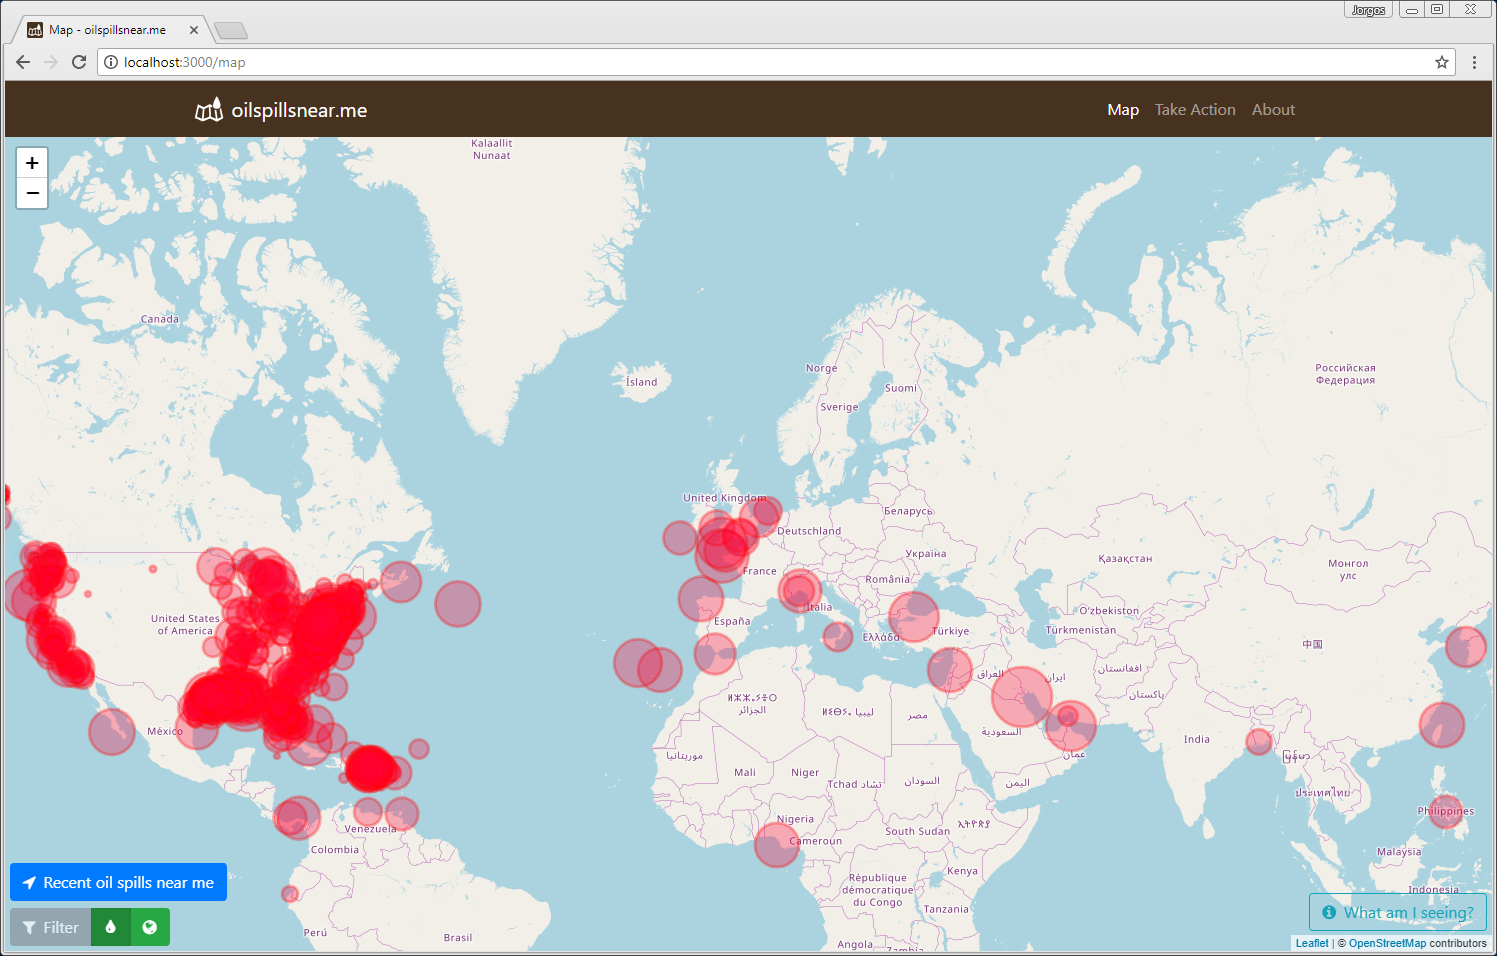 Jorgos
Map - oilspillsnear.me
localhost:3000/map
oilspillsnear.me
Map
Take Action
About
+
−
Kalaallit
Nunaat
Canada
Ísland
Norge
Suomi
Sverige
Российская
Федерация
United Kingdom
Беларусь
Deutschland
Україна
Қазақстан
France
România
Монгол
улс
United States
of America
Italia
O'zbekiston
España
Ελλάδα
Türkiye
Türkmenistan
中国
افغانستان
العراق
ایران
پاکستان
ⵍⵣⵣⴰⵢⴻⵔ
الجزائر
ليبيا
مصر
México
السعودية
India
موريتانيا
عمان
မြန်မာ
Mali
Niger
Tchad تشاد
السودان
اليمن
ประเทศไทย
Nigeria
South Sudan
ኢትዮጵያ
Philippines
Venezuela
Cameroun
Colombia
Malaysia
Kenya
République
démocratique
du Congo
Indonesia
Tanzania
Perú
Brasil
Angola
Zambia
Recent oil spills near me
Filter
What am I seeing?
Leaflet | © OpenStreetMap contributors